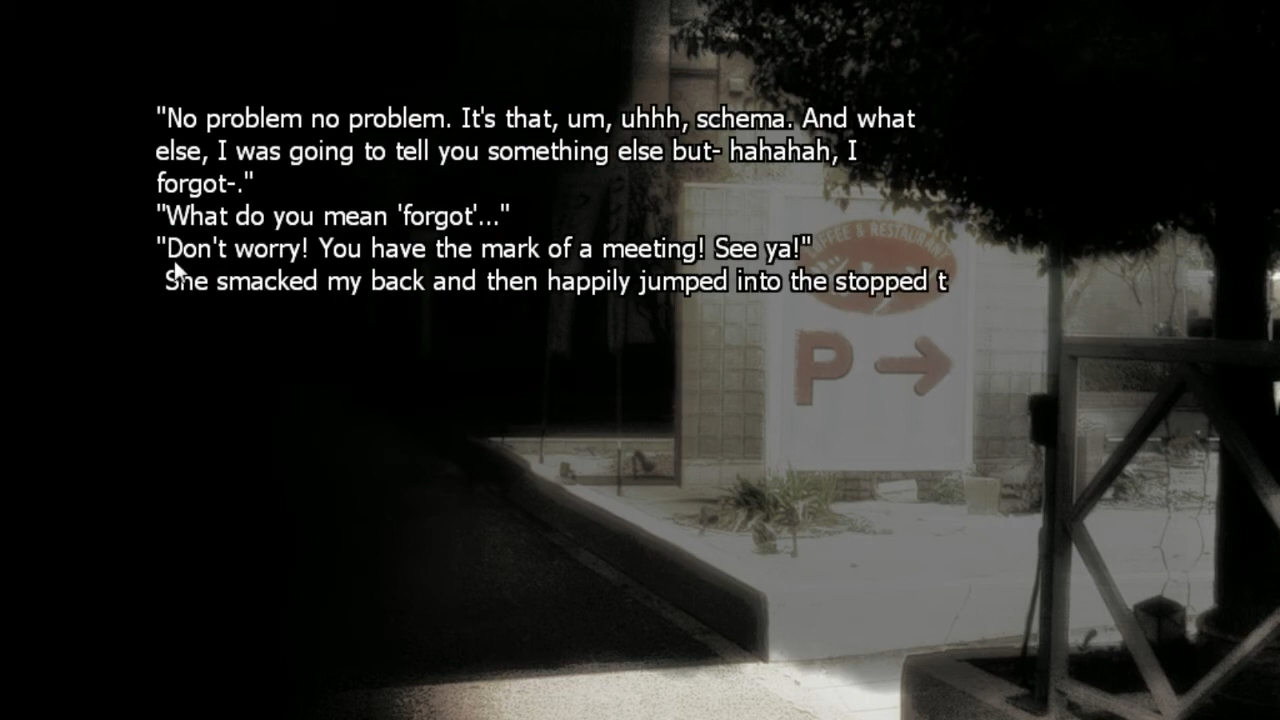 "No problem no problem. It's that, um, uhhh, schema. And what
else, I was going to tell you something else but- hahahah, I
forgot-."
"What do you mean 'forgot'..."
"Don't worry! You have the mark of a meeting! See ya!"
She smacked my back and then happily jumped into the stopped t
COFFEE & RESTAURANT
P →